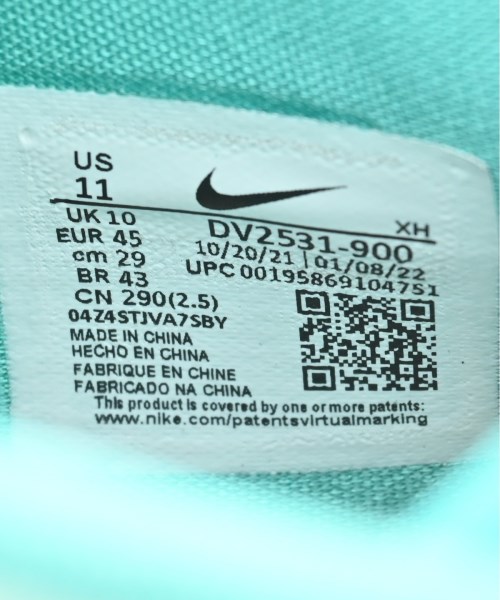 US
11
UK 10
EUR 45
cm 29
BR 43
CN 290(2.5)
04Z4STJVA7SBY
XH
DV2531-900
10/20/21 | 01/08/22
UPC 00195869104751
MADE IN CHINA
HECHO EN CHINA
FABRIQUE EN CHINE
FABRICADO NA CHINA
This product is covered by one or more patents:
www.nike.com/patentsvirtualmarking